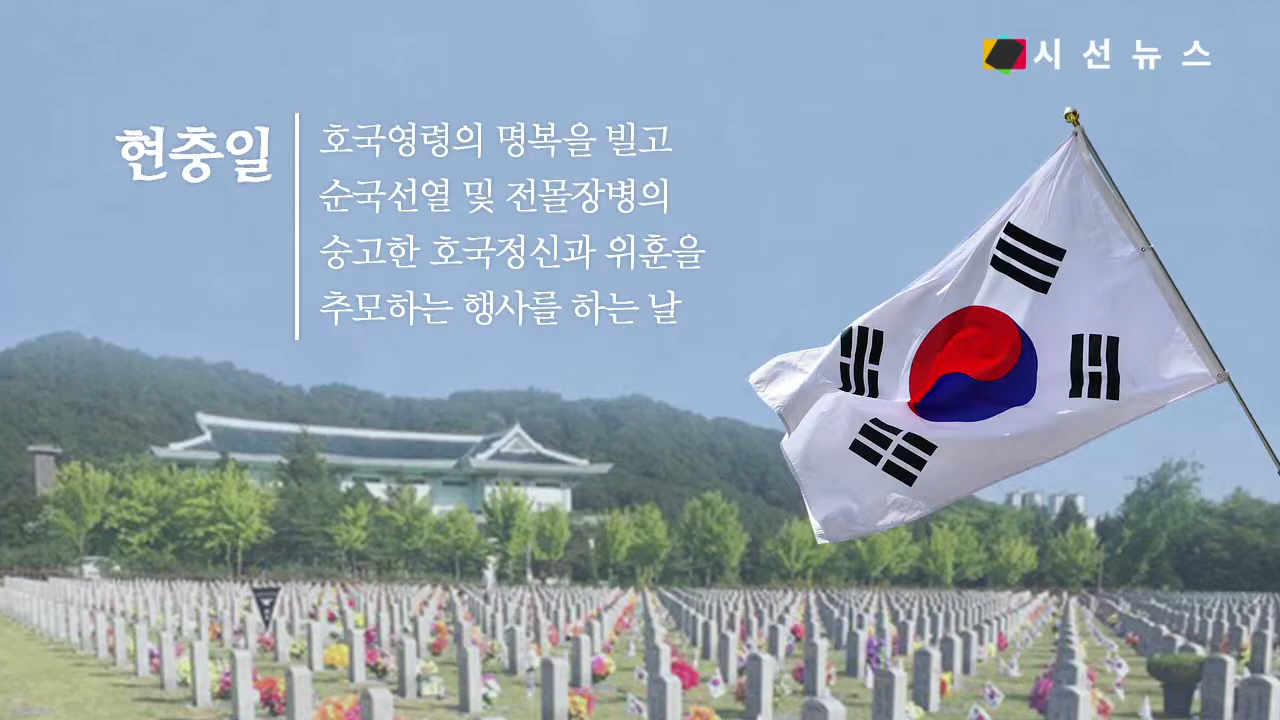 시선뉴스
현충일
호국영령의 명복을 빌고
순국선열 및 전몰장병의
숭고한 호국정신과 위훈을
추모하는 행사를 하는 날